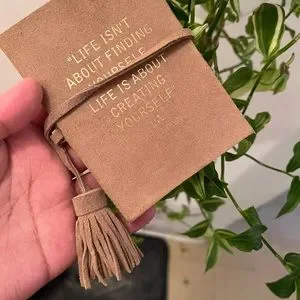 "LIFE ISN'T
ABOUT FINDING
YOURSELF
LIFE IS ABOUT
CREATING
YOURSELF"